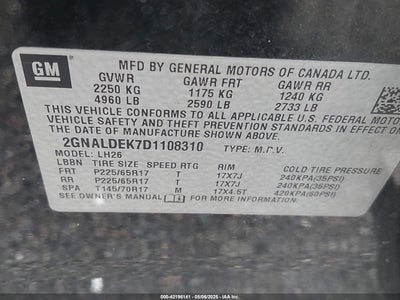 GM
MFD BY GENERAL MOTORS OF CANADA LTD.
GVWR GAWR FRT GAWR RR
2250 KG 1175 KG 1240 KG
4960 LB 2590 LB 2733 LB
THIS VEHICLE CONFORMS TO ALL APPLICABLE U.S. FEDERAL MOTOR
VEHICLE SAFETY AND THEFT PREVENTION STANDARDS IN EFFECT ON THE
DATE OF MANUFACTURE SHOWN ABOVE.
2GNALDEK7D1108310 TYPE: M.P.V.
MODEL: LH26
LBBN TIRE SIZE SPEED RTG RIM COLD TIRE PRESSURE
FRT P225/65R17 T 17X7J 240KPA(35PSI)
RR P225/65R17 T 17X7J 240KPA(35PSI)
SPA T145/70R17 M 17X4.5T 420KPA(60PSI)
SEE OWNER'S MANUAL FOR ADDITIONAL INFORMATION
LINK - 42196141 - 05/06/2025 - IAA